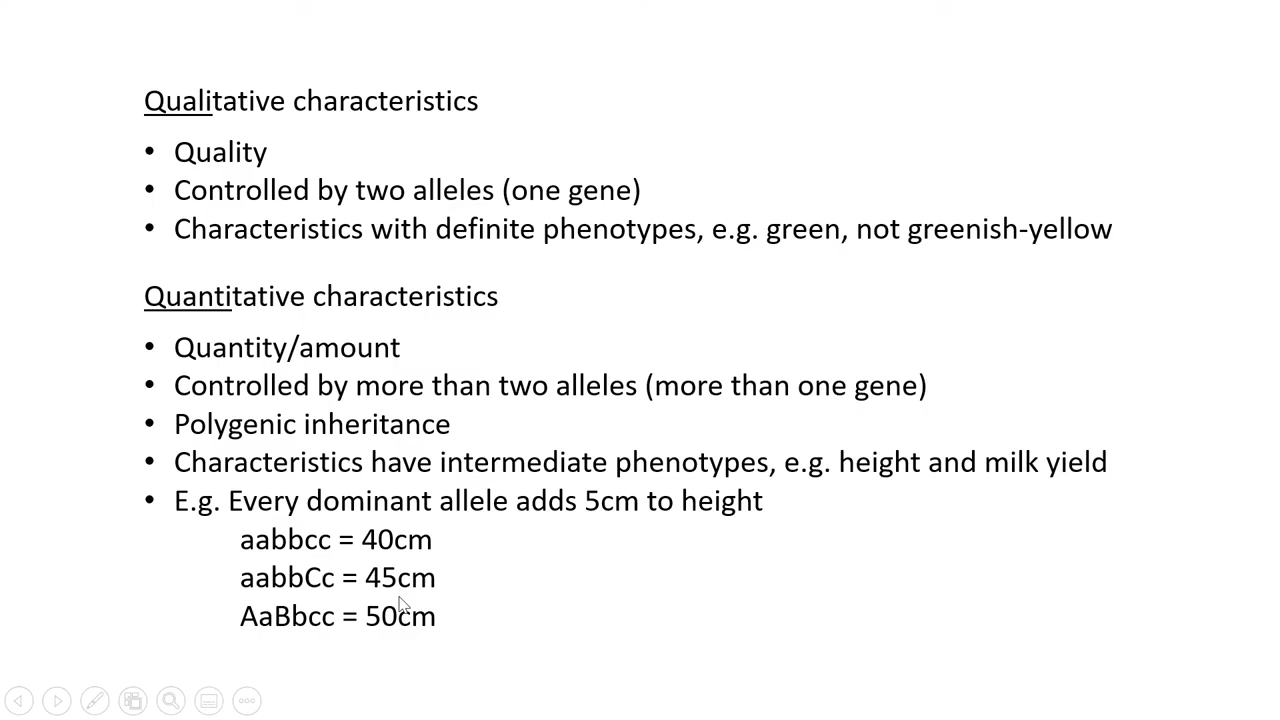 Qualitative characteristics
• Quality
• Controlled by two alleles (one gene)
• Characteristics with definite phenotypes, e.g. green, not greenish-yellow
Quantitative characteristics
• Quantity/amount
• Controlled by more than two alleles (more than one gene)
• Polygenic inheritance
• Characteristics have intermediate phenotypes, e.g. height and milk yield
• E.g. Every dominant allele adds 5cm to height
aabbcc = 40cm
aabbCc = 45cm
AaBbcc = 50cm